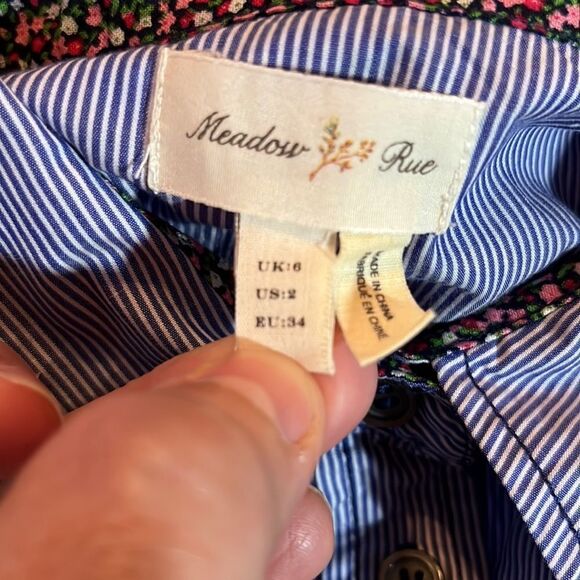 Meadow Rue
UK:6
US:2
EU:34
MADE IN CHINA
FABRIQUÉ EN CHINE